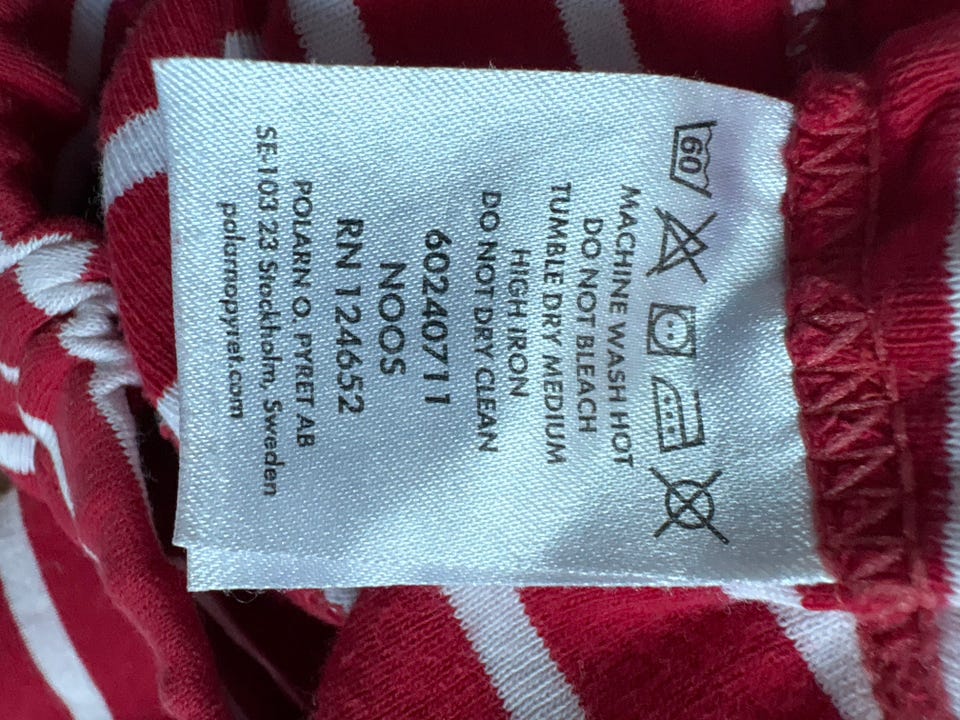 60
MACHINE WASH HOT
DO NOT BLEACH
TUMBLE DRY MEDIUM
HIGH IRON
DO NOT DRY CLEAN
60240711
NOOS
RN 124652
POLARN O. PYRET AB
SE-103 23 Stockholm, Sweden
polarnopyret.com